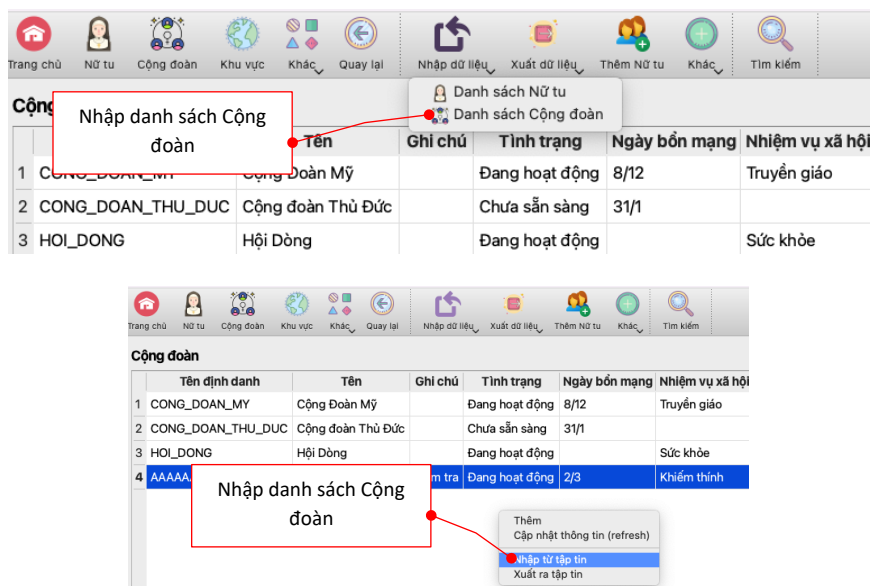 Trang chủ Nữ tu Cộng đoàn Khu vực Khác Quay lại Nhập dữ liệu Xuất dữ liệu Thêm Nữ tu Khác Tìm kiếm
Danh sách Nữ tu
Danh sách Cộng đoàn
Nhập danh sách Cộng
đoàn
Tên Ghi chú Tình trạng Ngày bổn mạng Nhiệm vụ xã hội
1 CONG_DOAN_MY Cộng Đoàn Mỹ Đang hoạt động 8/12 Truyền giáo
2 CONG_DOAN_THU_DUC Cộng đoàn Thủ Đức Chưa sẵn sàng 31/1
3 HOI_DONG Hội Dòng Đang hoạt động Sức khỏe
Trang chủ Nữ tu Cộng đoàn Khu vực Khác Quay lại Nhập dữ liệu Xuất dữ liệu Thêm Nữ tu Khác Tìm kiếm
Cộng đoàn
Tên định danh Tên Ghi chú Tình trạng Ngày bổn mạng Nhiệm vụ xã hội
1 CONG_DOAN_MY Cộng Đoàn Mỹ Đang hoạt động 8/12 Truyền giáo
2 CONG_DOAN_THU_DUC Cộng đoàn Thủ Đức Chưa sẵn sàng 31/1
3 HOI_DONG Hội Dòng Đang hoạt động Sức khỏe
4 tra Đang hoạt động 2/3 Khiếm thính
Nhập danh sách Cộng
đoàn
Thêm
Cập nhật thông tin (refresh)
Nhập từ tập tin
Xuất ra tập tin